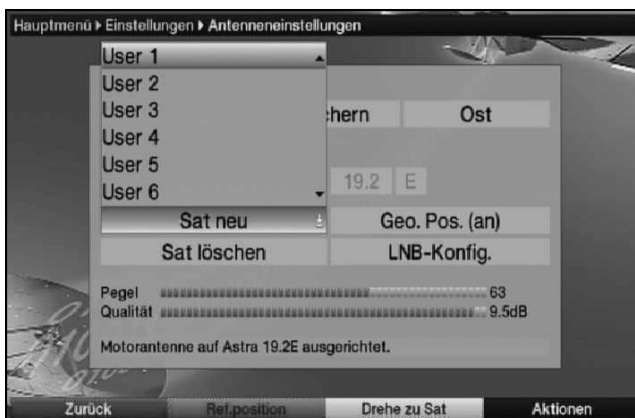 Hauptmenü Einstellungen Antenneneinstellungen
User 1
User 2
User 3
User 4
User 5
User 6
chern Ost
19.2 E
Sat neu Geo. Pos. (an)
Sat löschen LNB-Konfig.
Pegel 63
Qualität 9.5dB
Motorantenne auf Astra 19.2E ausgerichtet.
Zurück Ref.position Drehe zu Sat Aktionen